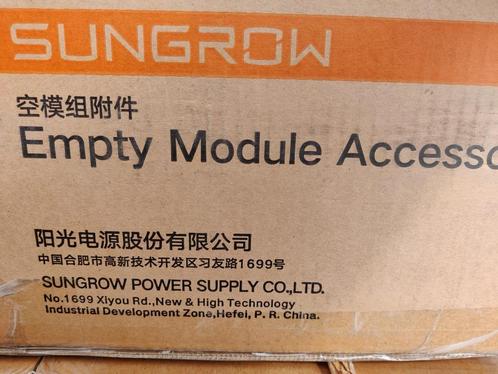 SUNGROW
空模组附件
Empty Module
阳光电源股份有限公司
中国合肥市高新技术开发区习友路1699号
SUNGROW POWER SUPPLY CO.,LTD.
No.1699 Xiyou Rd.,New & High Technology
Industrial Development Zone,Hefei, P. R. China.